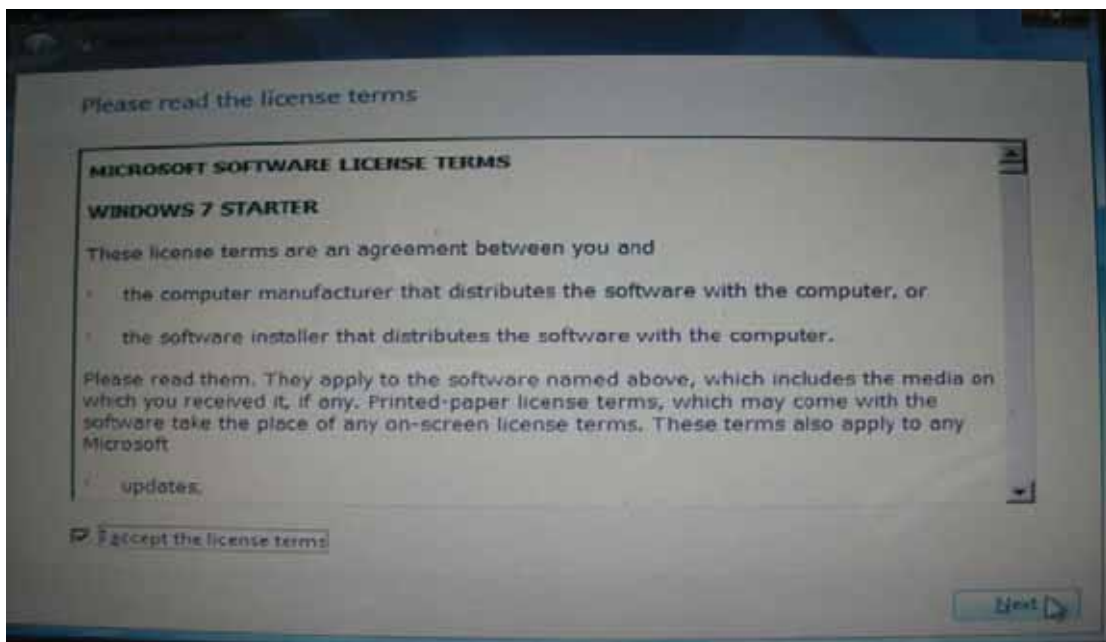 Please read the license terms
MICROSOFT SOFTWARE LICENSE TERMS
WINDOWS 7 STARTER
These license terms are an agreement between you and
the computer manufacturer that distributes the software with the computer, or
the software installer that distributes the software with the computer.
Please read them. They apply to the software named above, which includes the media on
which you received it, if any. Printed-paper license terms, which may come with the
software take the place of any on-screen license terms. These terms also apply to any
Microsoft
updates,
I accept the license terms
Next